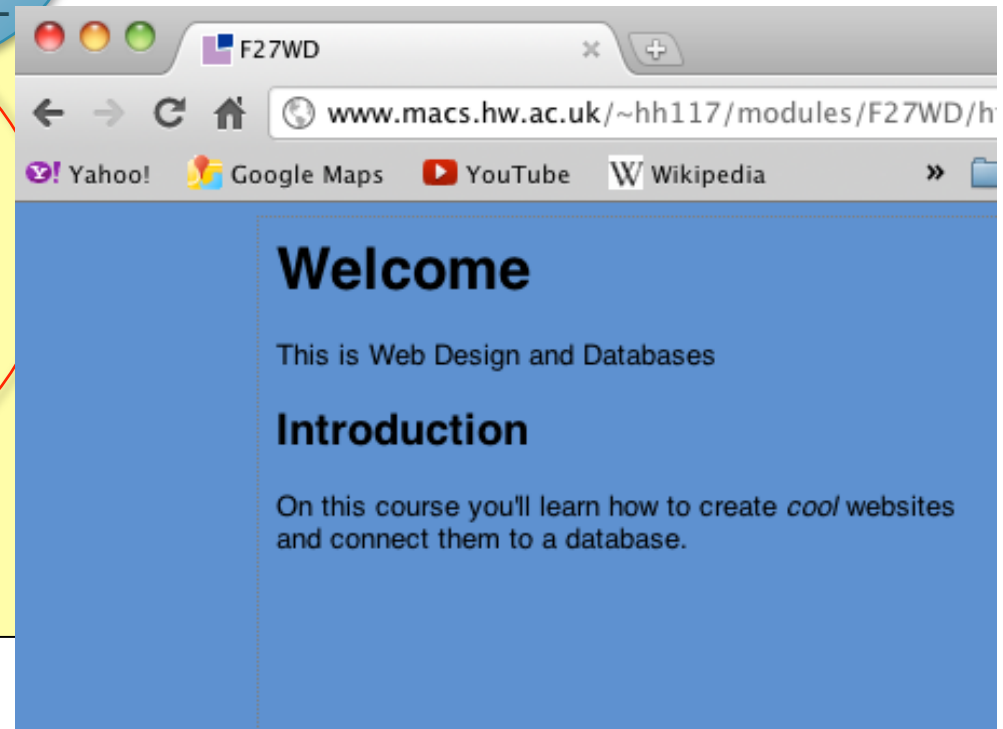 F27WD
www.macs.hw.ac.uk/~hh117/modules/F27WD/
Yahoo! Google Maps YouTube W Wikipedia »
Welcome
This is Web Design and Databases
Introduction
On this course you'll learn how to create cool websites
and connect them to a database.